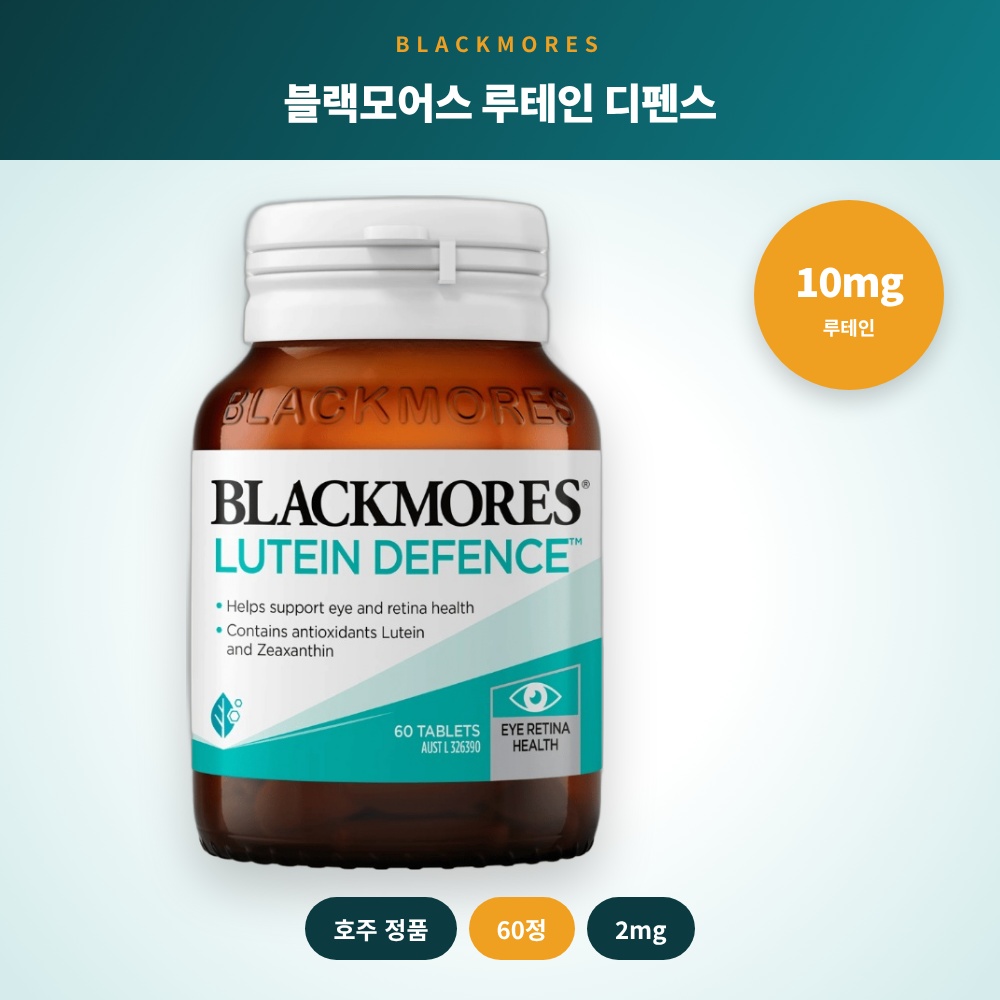 BLACKMORES
블랙모어스 루테인 디펜스
10mg
루테인
BLACKMORES
BLACKMORES®
LUTEIN DEFENCE™
• Helps support eye and retina health
• Contains antioxidants Lutein
and Zeaxanthin
60 TABLETS
AUST L 326390
EYE RETINA
HEALTH
호주 정품
60정
2mg